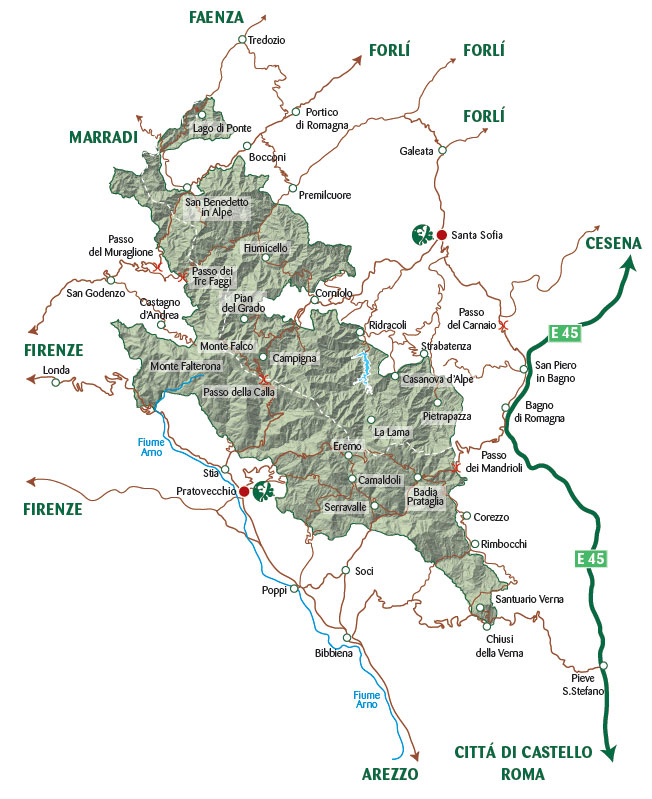 FAENZA
Tredozio
FORLÍ
FORLÍ
FORLÍ
Portico
di Romagna
Lago di Ponte
MARRADI
Bocconi
Galeata
Premilcuore
San Benedetto
in Alpe
Santa Sofia
Passo
del Muraglione
Fiumicello
CESENA
Passo dei
Tre Faggi
San Godenzo
Corniolo
Castagno
d'Andrea
Pian
del Grado
Passo
del Carnaio
Ridracoli
E 45
FIRENZE
Monte Falco
Strabatenza
Campigna
Londa
Monte Falterona
San Piero
in Bagno
Casanova d'Alpe
Passo della Calla
Pietrapazza
Bagno
di Romagna
La Lama
Fiume
Arno
Eremo
Passo
dei Mandrioli
Stia
Camaldoli
Pratovecchio
Badia
Prataglia
FIRENZE
Serravalle
Corezzo
Rimbocchi
E 45
Soci
Poppi
Santuario Verna
Chiusi
della Verna
Bibbiena
Pieve
S.Stefano
Fiume
Arno
CITTÁ DI CASTELLO
ROMA
AREZZO